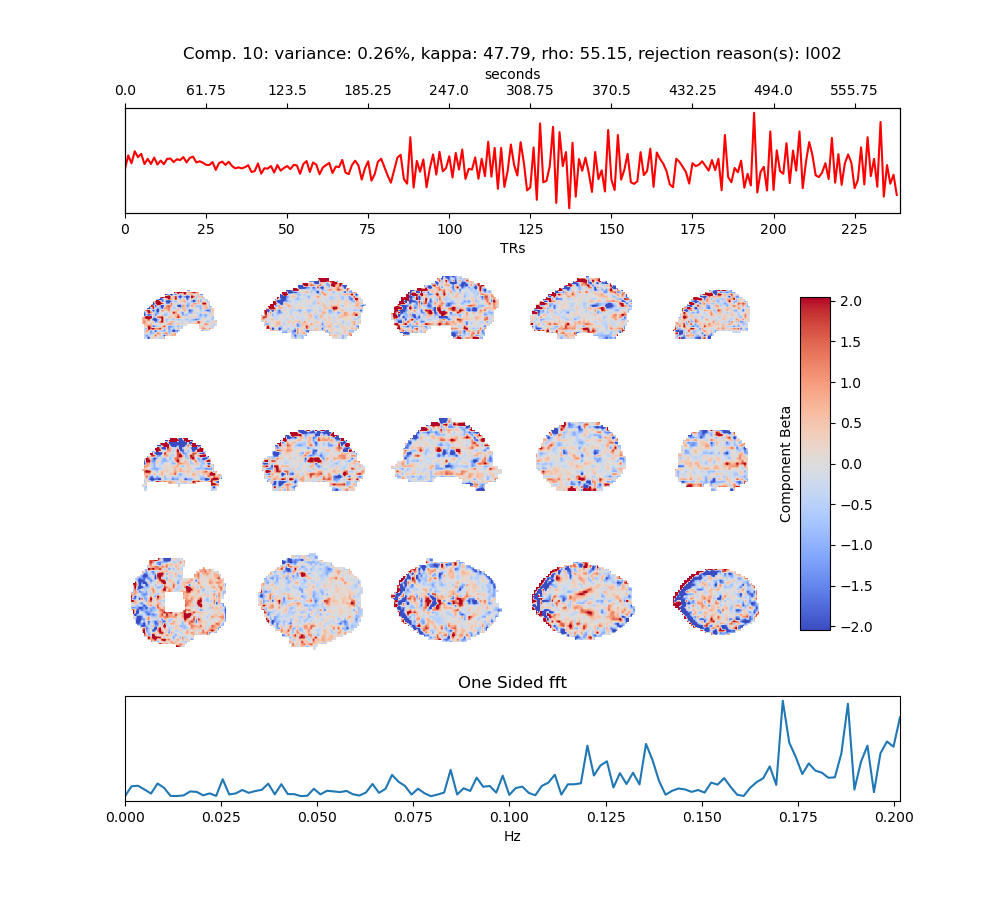 Comp. 10: variance: 0.26%, kappa: 47.79, rho: 55.15, rejection reason(s): I002
seconds
0.0 61.75 123.5 185.25 247.0 308.75 370.5 432.25 494.0 555.75
0 25 50 75 100 125 150 175 200 225
TRs
2.0
1.5
1.0
0.5
0.0
−0.5
−1.0
−1.5
−2.0
Component Beta
One Sided fft
0.000 0.025 0.050 0.075 0.100 0.125 0.150 0.175 0.200
Hz